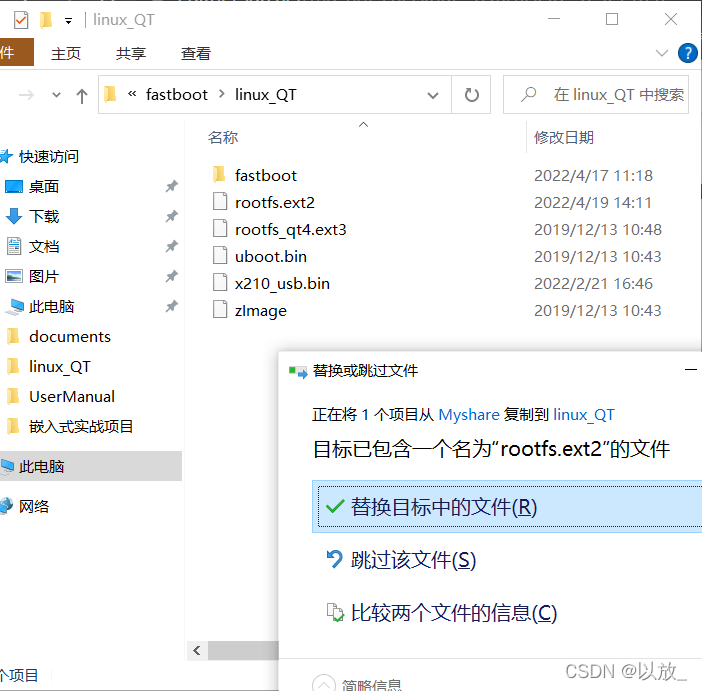 linux_QT
件 主页 共享 查看
« fastboot › linux_QT 在 linux_QT 中搜索
名称 修改日期
快速访问
桌面
下载
文档
图片
此电脑
documents
linux_QT
UserManual
嵌入式实战项目
此电脑
网络
fastboot 2022/4/17 11:18
rootfs.ext2 2022/4/19 14:11
rootfs_qt4.ext3 2019/12/13 10:48
uboot.bin 2019/12/13 10:43
x210_usb.bin 2022/2/21 16:46
zImage 2019/12/13 10:43
替换或跳过文件
正在将 1 个项目从 Myshare 复制到 linux_QT
目标已包含一个名为“rootfs.ext2”的文件
替换目标中的文件(R)
跳过该文件(S)
比较两个文件的信息(C)
简略信息
个项目
CSDN @以放_